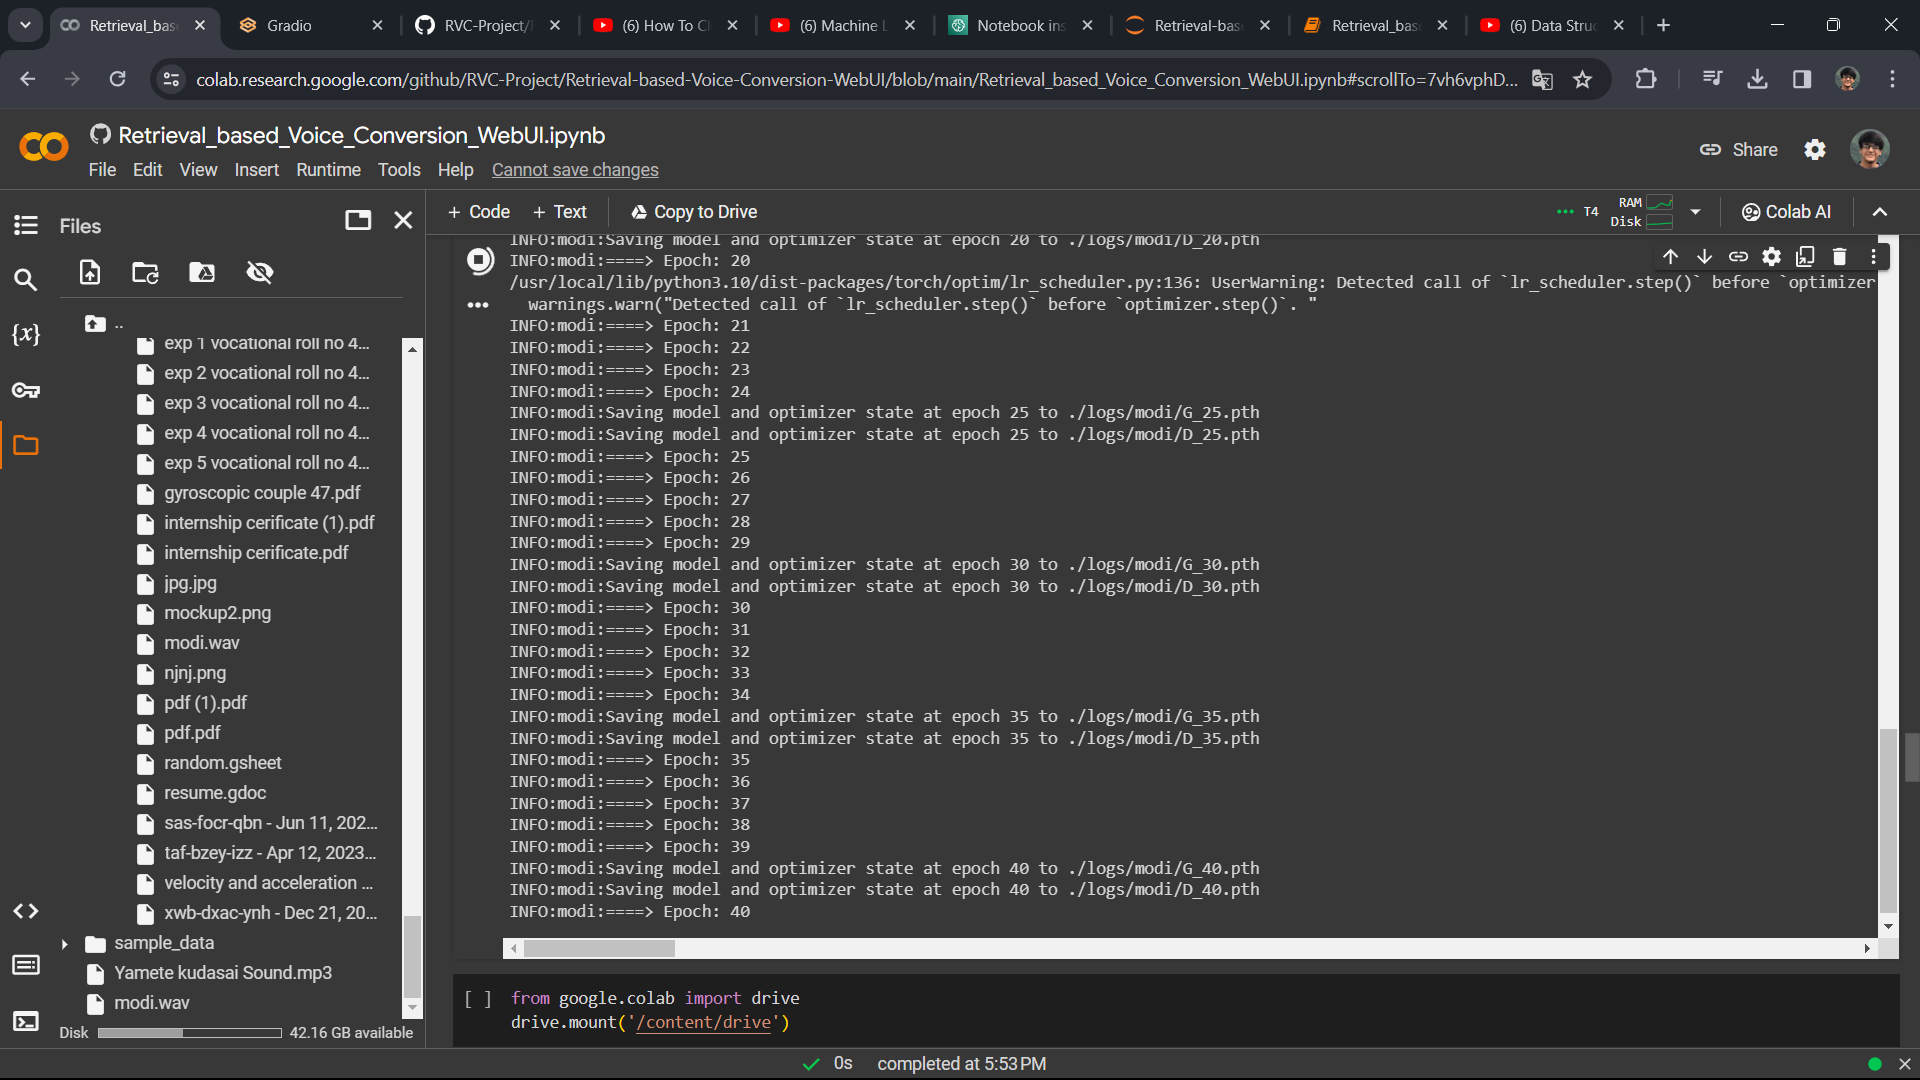 Retrieval_bas
Gradio
RVC-Project/
(6) How To C
(6) Machine L
Notebook ins
Retrieval-bas
Retrieval_bas
(6) Data Stru
colab.research.google.com/github/RVC-Project/Retrieval-based-Voice-Conversion-WebUI/blob/main/Retrieval_based_Voice_Conversion_WebUI.ipynb#scrollTo=7vh6vphD...
Retrieval_based_Voice_Conversion_WebUI.ipynb
File Edit View Insert Runtime Tools Help Cannot save changes
Share
Files
+ Code + Text Copy to Drive
T4 RAM Disk
Colab AI
..
exp 1 vocational roll no 4...
exp 2 vocational roll no 4...
exp 3 vocational roll no 4...
exp 4 vocational roll no 4...
exp 5 vocational roll no 4...
gyroscopic couple 47.pdf
internship cerificate (1).pdf
internship cerificate.pdf
jpg.jpg
mockup2.png
modi.wav
njnj.png
pdf (1).pdf
pdf.pdf
random.gsheet
resume.gdoc
sas-focr-qbn - Jun 11, 202...
taf-bzey-izz - Apr 12, 2023...
velocity and acceleration ...
xwb-dxac-ynh - Dec 21, 20...
sample_data
Yamete kudasai Sound.mp3
modi.wav
Disk 42.16 GB available
INFO:modi:Saving model and optimizer state at epoch 20 to ./logs/modi/D_20.pth
INFO:modi:====> Epoch: 20
/usr/local/lib/python3.10/dist-packages/torch/optim/lr_scheduler.py:136: UserWarning: Detected call of `lr_scheduler.step()` before `optimizer
warnings.warn("Detected call of `lr_scheduler.step()` before `optimizer.step()`. "
INFO:modi:====> Epoch: 21
INFO:modi:====> Epoch: 22
INFO:modi:====> Epoch: 23
INFO:modi:====> Epoch: 24
INFO:modi:Saving model and optimizer state at epoch 25 to ./logs/modi/G_25.pth
INFO:modi:Saving model and optimizer state at epoch 25 to ./logs/modi/D_25.pth
INFO:modi:====> Epoch: 25
INFO:modi:====> Epoch: 26
INFO:modi:====> Epoch: 27
INFO:modi:====> Epoch: 28
INFO:modi:====> Epoch: 29
INFO:modi:Saving model and optimizer state at epoch 30 to ./logs/modi/G_30.pth
INFO:modi:Saving model and optimizer state at epoch 30 to ./logs/modi/D_30.pth
INFO:modi:====> Epoch: 30
INFO:modi:====> Epoch: 31
INFO:modi:====> Epoch: 32
INFO:modi:====> Epoch: 33
INFO:modi:====> Epoch: 34
INFO:modi:Saving model and optimizer state at epoch 35 to ./logs/modi/G_35.pth
INFO:modi:Saving model and optimizer state at epoch 35 to ./logs/modi/D_35.pth
INFO:modi:====> Epoch: 35
INFO:modi:====> Epoch: 36
INFO:modi:====> Epoch: 37
INFO:modi:====> Epoch: 38
INFO:modi:====> Epoch: 39
INFO:modi:Saving model and optimizer state at epoch 40 to ./logs/modi/G_40.pth
INFO:modi:Saving model and optimizer state at epoch 40 to ./logs/modi/D_40.pth
INFO:modi:====> Epoch: 40
[ ] from google.colab import drive
drive.mount('/content/drive')
0s completed at 5:53 PM